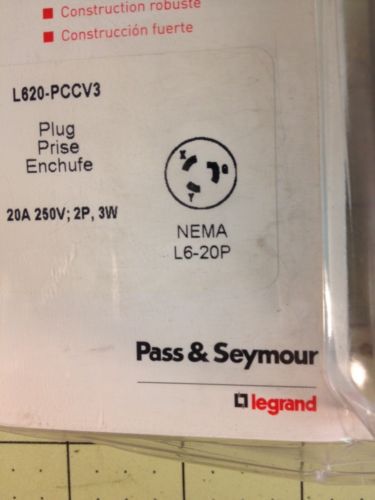 Construction robuste
Construcción fuerte
L620-PCCV3
Plug
Prise
Enchufe
20A 250V; 2P, 3W
X
G
Y
NEMA
L6-20P
Pass & Seymour
legrand